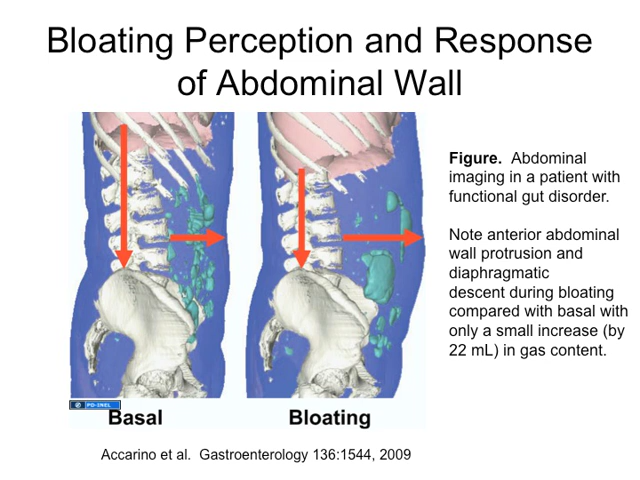 Bloating Perception and Response
of Abdominal Wall
Figure.  Abdominal
imaging in a patient with
functional gut disorder.
Note anterior abdominal
wall protrusion and
diaphragmatic
descent during bloating
compared with basal with
only a small increase (by
22 mL) in gas content.
PD-INEL
Basal
Bloating
Accarino et al.  Gastroenterology 136:1544, 2009